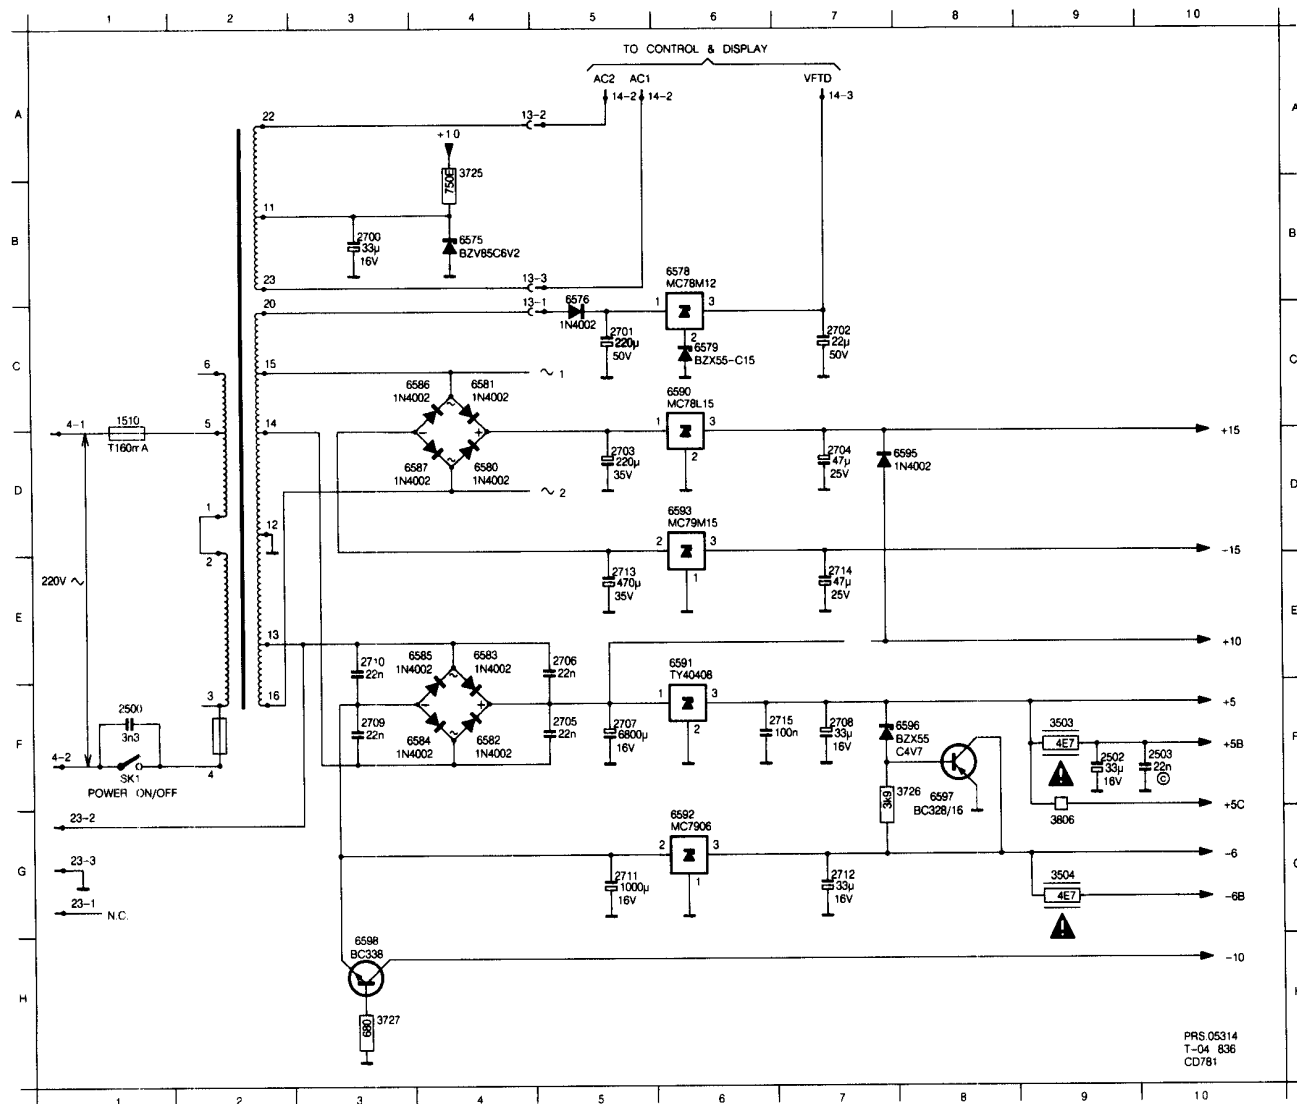 1 2 3 4 5 6 7 8 9 10
TO CONTROL & DISPLAY
AC2 AC1 VFTD
14-2 14-2 14-3
A 22 13-2 A
+10
750E 3725
B 11 B
2700
33µ
16V
6575
BZV85C6V2
23 13-3
20 13-1
6576
1N4002
6578
MC78M12
1 3
2
2701
220µ
50V
6579
BZX55-C15
2702
22µ
50V
C 6 15 ~ 1 C
6586 6581
1N4002 1N4002
~
- +
~
6587 6580
1N4002 1N4002
6590
MC78L15
1 3
2
4-1 1510 5 14 +15
T160mA
2703
220µ
35V
2704
47µ
25V
6595
1N4002
D 1 ~ 2 D
12
2
6593
MC79M15
2 3
1
-15
220V ~
2713
470µ
35V
2714
47µ
25V
E 13 +10 E
2710
22n
6585 6583
1N4002 1N4002
2706
22n
6591
TY40408
1 3
2
3 16 +5
~
- +
~
2500
3n3
2709
22n
6584 6582
1N4002 1N4002
2705
22n
2707
6800µ
16V
2715
100n
2708
33µ
16V
6596
BZX55
C4V7
3503
4E7
+5B
F F
4-2 4
SK1
POWER ON/OFF
2502
33µ
16V
2503
22n
©
3k9 3726
6597
BC328/16
3806
+5C
23-2
6592
MC7906
2 3
1
-6
G 23-3 G
2711
1000µ
16V
2712
33µ
16V
3504
4E7
-6B
23-1 N.C.
6598
BC338
-10
H H
680 3727
PRS.05314
T-04 836
CD781
1 2 3 4 5 6 7 8 9 10